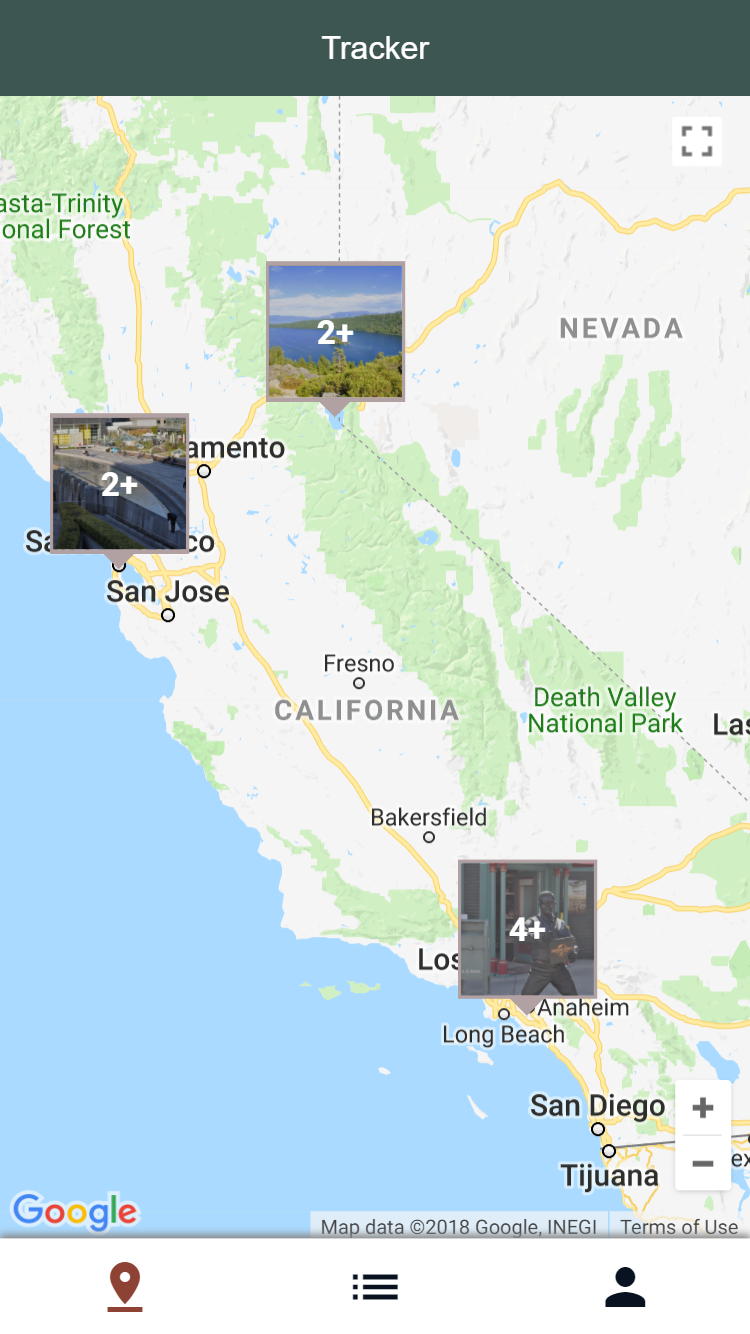 Tracker
asta-Trinity
onal Forest
NEVADA
2+
amento
2+
Sa
co
San Jose
Fresno
CALIFORNIA
Death Valley
National Park
Las
Bakersfield
4+
Los
Anaheim
Long Beach
San Diego
+
−
ex
Tijuana
Google
Map data ©2018 Google, INEGI
Terms of Use